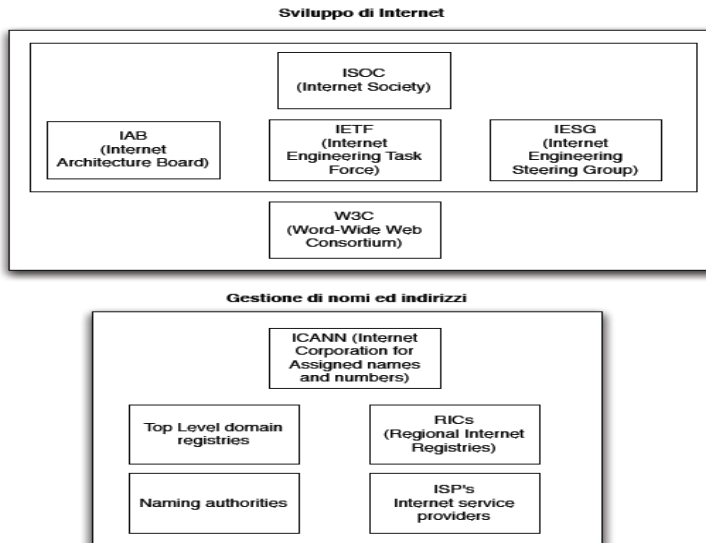 Sviluppo di Internet
ISOC
(Internet Society)
IAB
(Internet
Architecture Board)
IETF
(Internet
Engineering Task
Force)
IESG
(Internet
Engineering
Steering Group)
W3C
(Word-Wide Web
Consortium)
Gestione di nomi ed indirizzi
ICANN (Internet
Corporation for
Assigned names
and numbers)
Top Level domain
registries
RICs
(Regional Internet
Registries)
Naming authorities
ISP's
Internet service
providers